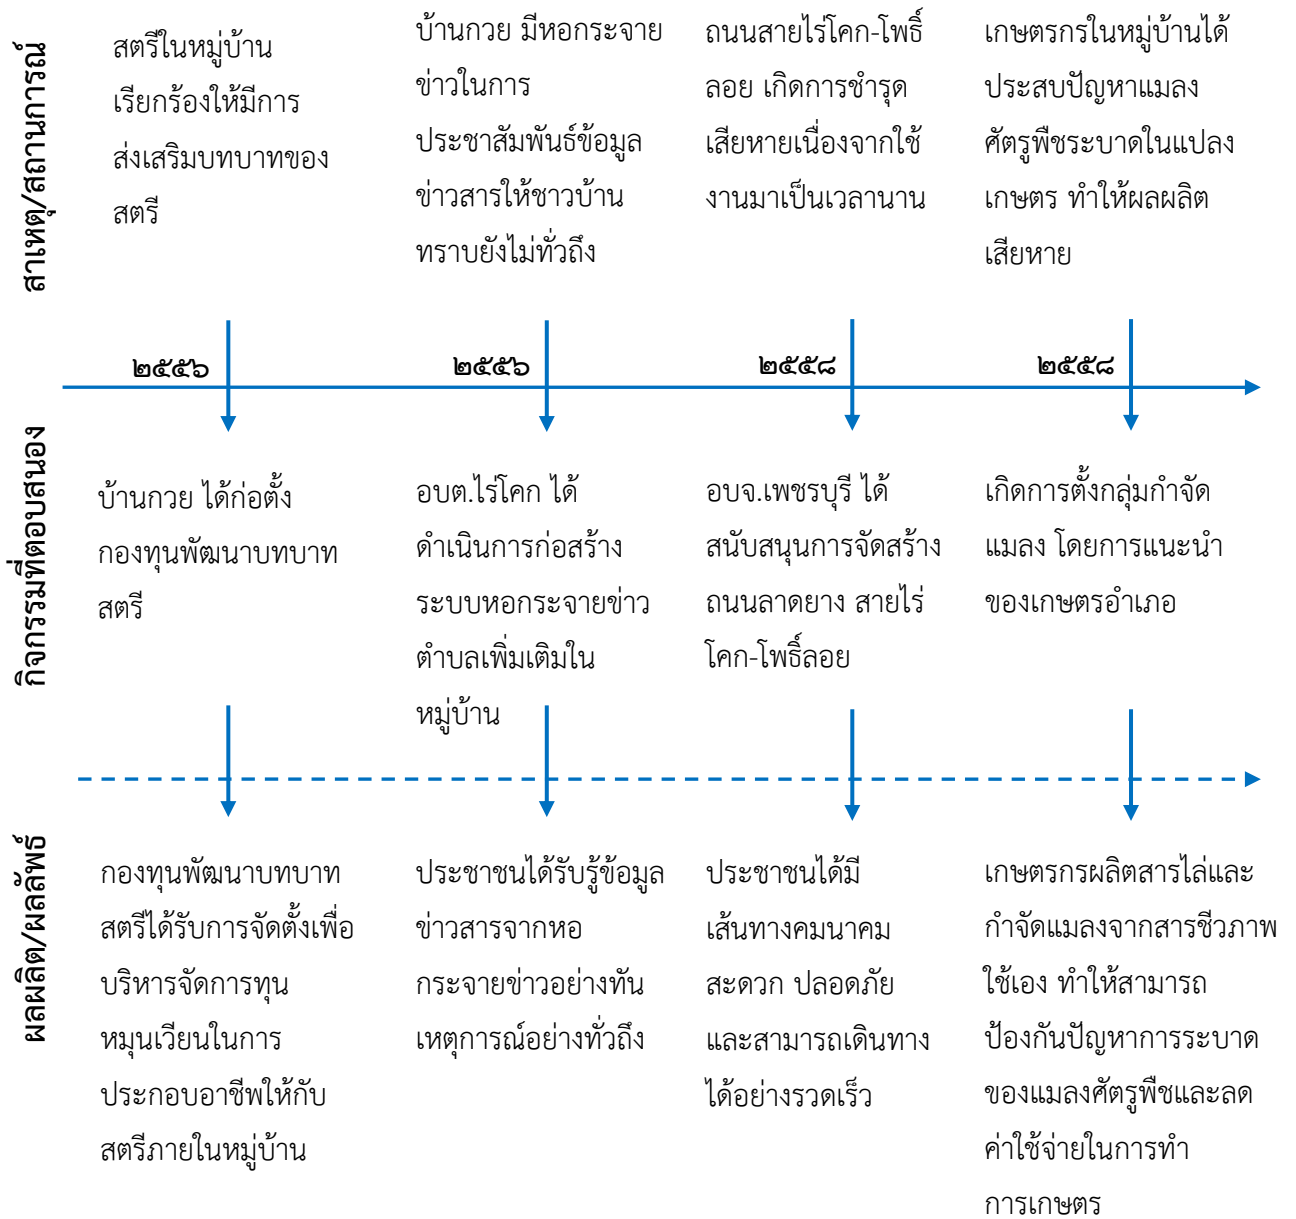 สาเหตุ/สถานการณ์
สตรีในหมู่บ้าน
เรียกร้องให้มีการ
ส่งเสริมบทบาทของ
สตรี
บ้านกวย มีหอกระจาย
ข่าวในการ
ประชาสัมพันธ์ข้อมูล
ข่าวสารให้ชาวบ้าน
ทราบยังไม่ทั่วถึง
ถนนสายไร่โคก-โพธิ์
ลอย เกิดการชำรุด
เสียหายเนื่องจากใช้
งานมาเป็นเวลานาน
เกษตรกรในหมู่บ้านได้
ประสบปัญหาแมลง
ศัตรูพืชระบาดในแปลง
เกษตร ทำให้ผลผลิต
เสียหาย
๒๕๕๖
๒๕๕๖
๒๕๕๘
๒๕๕๘
กิจกรรมที่ตอบสนอง
บ้านกวย ได้ก่อตั้ง
กองทุนพัฒนาบทบาท
สตรี
อบต.ไร่โคก ได้
ดำเนินการก่อสร้าง
ระบบหอกระจายข่าว
ตำบลเพิ่มเติมใน
หมู่บ้าน
อบจ.เพชรบุรี ได้
สนับสนุนการจัดสร้าง
ถนนลาดยาง สายไร่
โคก-โพธิ์ลอย
เกิดการตั้งกลุ่มกำจัด
แมลง โดยการแนะนำ
ของเกษตรอำเภอ
ผลผลิต/ผลลัพธ์
กองทุนพัฒนาบทบาท
สตรีได้รับการจัดตั้งเพื่อ
บริหารจัดการทุน
หมุนเวียนในการ
ประกอบอาชีพให้กับ
สตรีภายในหมู่บ้าน
ประชาชนได้รับรู้ข้อมูล
ข่าวสารจากหอ
กระจายข่าวอย่างทัน
เหตุการณ์อย่างทั่วถึง
ประชาชนได้มี
เส้นทางคมนาคม
สะดวก ปลอดภัย
และสามารถเดินทาง
ได้อย่างรวดเร็ว
เกษตรกรผลิตสารไล่และ
กำจัดแมลงจากสารชีวภาพ
ใช้เอง ทำให้สามารถ
ป้องกันปัญหาการระบาด
ของแมลงศัตรูพืชและลด
ค่าใช้จ่ายในการทำ
การเกษตร